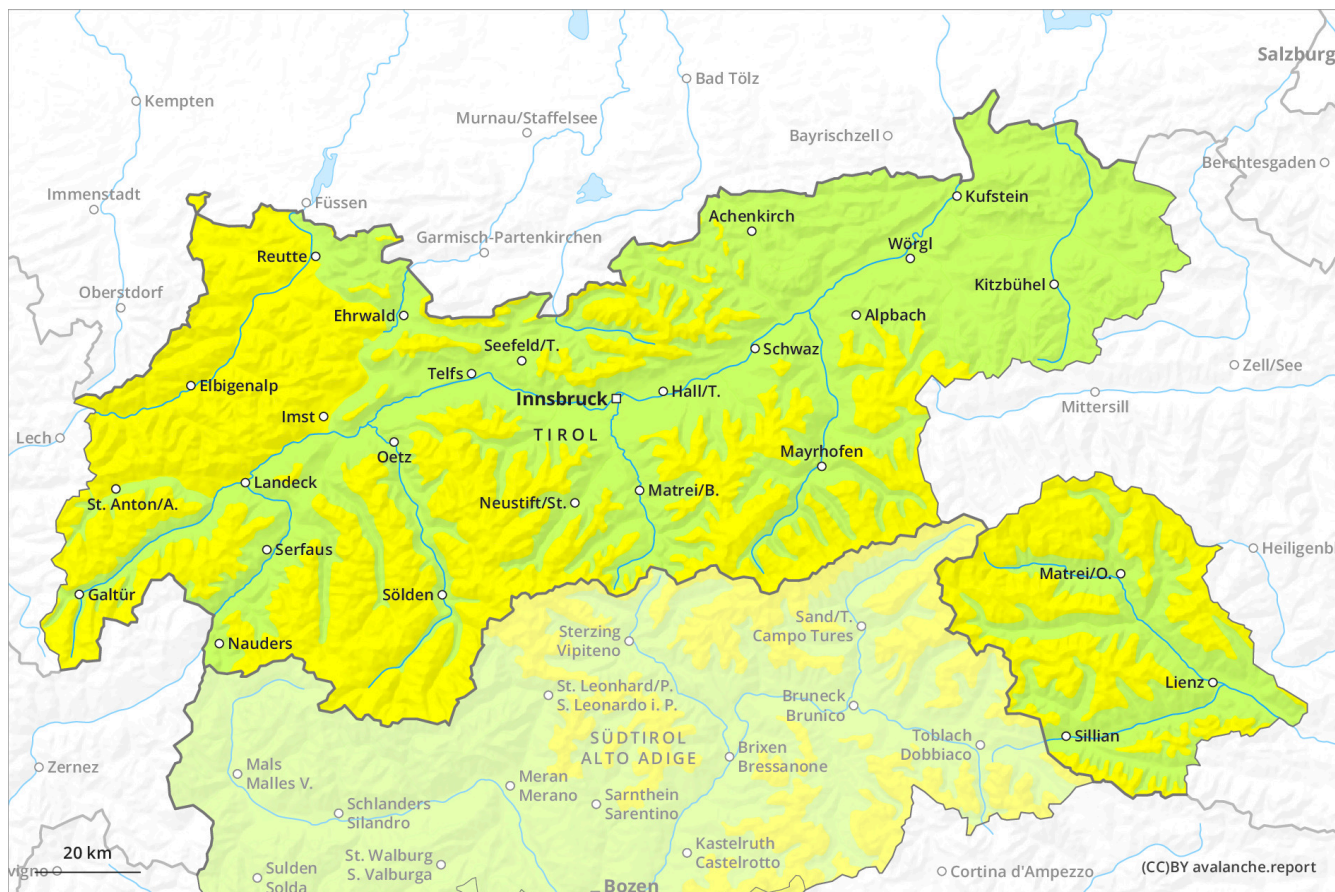 Salzburg
Bad Tölz
Kempten
Murnau/Staffelsee
Bayrischzell
Berchtesgaden
Immenstadt
Füssen
Kufstein
Achenkirch
Garmisch-Partenkirchen
Wörgl
Reutte
Kitzbühel
Oberstdorf
Ehrwald
Alpbach
Seefeld/T.
Schwaz
Zell/See
Telfs
Elbigenalp
Innsbruck
Hall/T.
Mittersill
Imst
TIROL
Lech
Oetz
Mayrhofen
Landeck
Matrei/B.
St. Anton/A.
Neustift/St.
Serfaus
Heiligenb
Matrei/O.
Galtür
Sölden
Sand/T.
Campo Tures
Sterzing
Vipiteno
Nauders
Lienz
St. Leonhard/P.
S. Leonardo i. P.
Bruneck
Brunico
Sillian
SÜDTIROL
ALTO ADIGE
Toblach
Dobbiaco
Brixen
Bressanone
Zernez
Mals
Malles V.
Meran
Merano
Sarnthein
Sarentino
Schlanders
Silandro
Kastelruth
Castelrotto
20 km
St. Walburg
S. Valburga
vigno
Sulden
Solda
Cortina d'Ampezzo
(CC)BY avalanche.report
Bozen